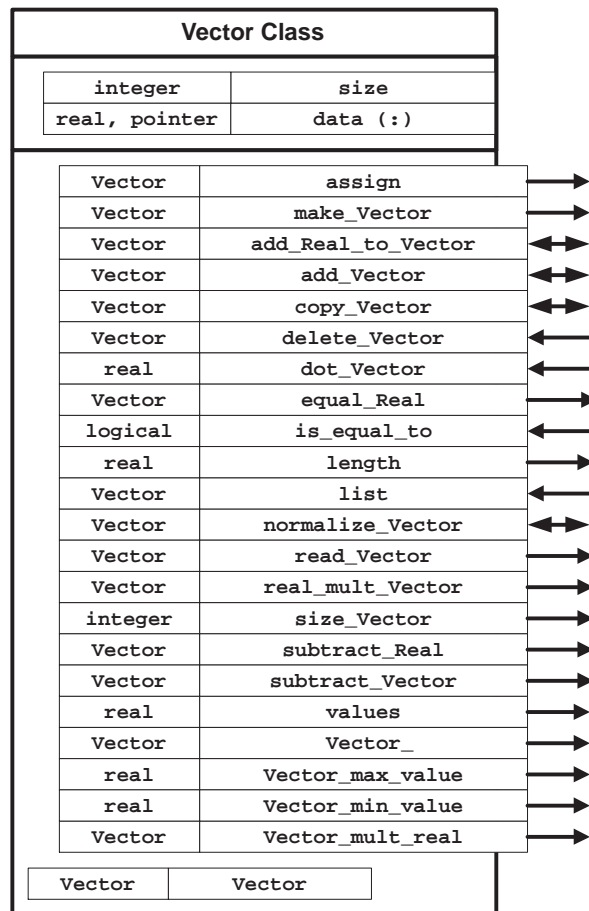 Vector Class
integer size
real, pointer data (:)
Vector assign
Vector make_Vector
Vector add_Real_to_Vector
Vector add_Vector
Vector copy_Vector
Vector delete_Vector
real dot_Vector
Vector equal_Real
logical is_equal_to
real length
Vector list
Vector normalize_Vector
Vector read_Vector
Vector real_mult_Vector
integer size_Vector
Vector subtract_Real
Vector subtract_Vector
real values
Vector Vector_
real Vector_max_value
real Vector_min_value
Vector Vector_mult_real
Vector Vector